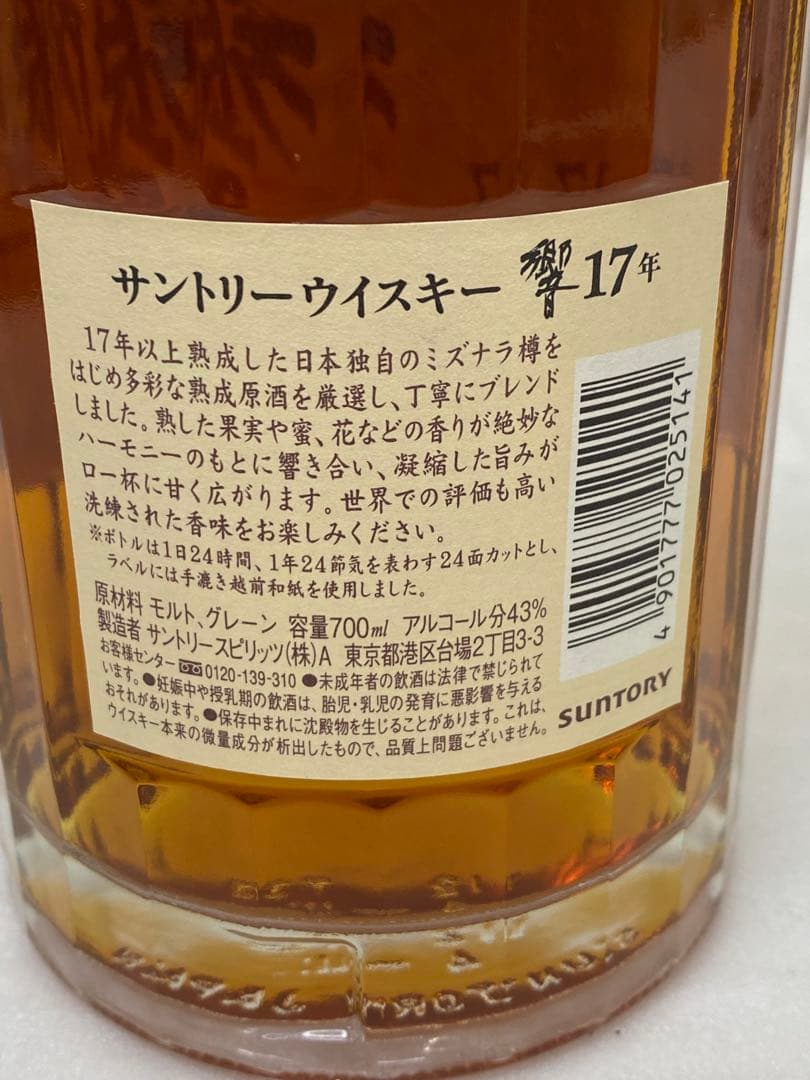 サントリーウイスキー 響 17年
17年以上熟成した日本独自のミズナラ樽を
はじめ多彩な熟成原酒を厳選し、丁寧にブレンド
しました。熟した果実や蜜、花などの香りが絶妙な
ハーモニーのもとに響き合い、凝縮した旨みが
口一杯に甘く広がります。世界での評価も高い
洗練された香味をお楽しみください。
※ボトルは1日24時間、1年24節気を表わす24面カットとし、
ラベルには手漉き越前和紙を使用しました。
原材料 モルト、グレーン 容量700ml アルコール分43%
製造者 サントリースピリッツ(株)A 東京都港区台場2丁目3-3
お客様センター 0120-139-310 ●未成年者の飲酒は法律で禁じられて
います。●妊娠中や授乳期の飲酒は、胎児・乳児の発育に悪影響を与える
おそれがあります。●保存中まれに沈殿物を生じることがあります。これは、
ウイスキー本来の微量成分が析出したもので、品質上問題ございません。
4 901777 025141
SUNTORY